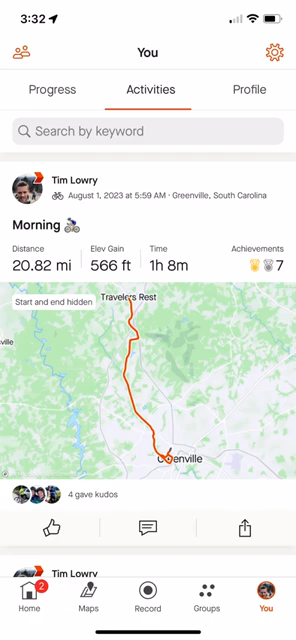 3:32
You
Progress Activities Profile
Search by keyword
Tim Lowry
August 1, 2023 at 5:59 AM · Greenville, South Carolina
Morning
Distance Elev Gain Time Achievements
20.82 mi 566 ft 1h 8m 7
Start and end hidden
Travelers Rest
ville
Greenville
4 gave kudos
Tim Lowry
2
Home Maps Record Groups You